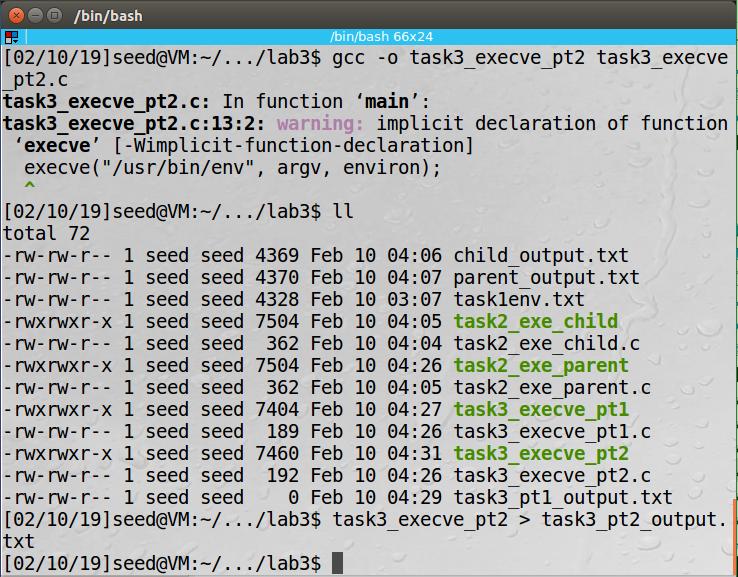 /bin/bash
/bin/bash 66x24
[02/10/19]seed@VM:~/.../lab3$ gcc -o task3_execve_pt2 task3_execve
_pt2.c
task3_execve_pt2.c: In function ‘main’:
task3_execve_pt2.c:13:2: warning: implicit declaration of function
 ‘execve’ [-Wimplicit-function-declaration]
  execve("/usr/bin/env", argv, environ);
  ^
[02/10/19]seed@VM:~/.../lab3$ ll
total 72
-rw-rw-r-- 1 seed seed 4369 Feb 10 04:06 child_output.txt
-rw-rw-r-- 1 seed seed 4370 Feb 10 04:07 parent_output.txt
-rw-rw-r-- 1 seed seed 4328 Feb 10 03:07 task1env.txt
-rwxrwxr-x 1 seed seed 7504 Feb 10 04:05 task2_exe_child
-rw-rw-r-- 1 seed seed  362 Feb 10 04:04 task2_exe_child.c
-rwxrwxr-x 1 seed seed 7504 Feb 10 04:26 task2_exe_parent
-rw-rw-r-- 1 seed seed  362 Feb 10 04:05 task2_exe_parent.c
-rwxrwxr-x 1 seed seed 7404 Feb 10 04:27 task3_execve_pt1
-rw-rw-r-- 1 seed seed  189 Feb 10 04:26 task3_execve_pt1.c
-rwxrwxr-x 1 seed seed 7460 Feb 10 04:31 task3_execve_pt2
-rw-rw-r-- 1 seed seed  192 Feb 10 04:26 task3_execve_pt2.c
-rw-rw-r-- 1 seed seed    0 Feb 10 04:29 task3_pt1_output.txt
[02/10/19]seed@VM:~/.../lab3$ task3_execve_pt2 > task3_pt2_output.
txt
[02/10/19]seed@VM:~/.../lab3$